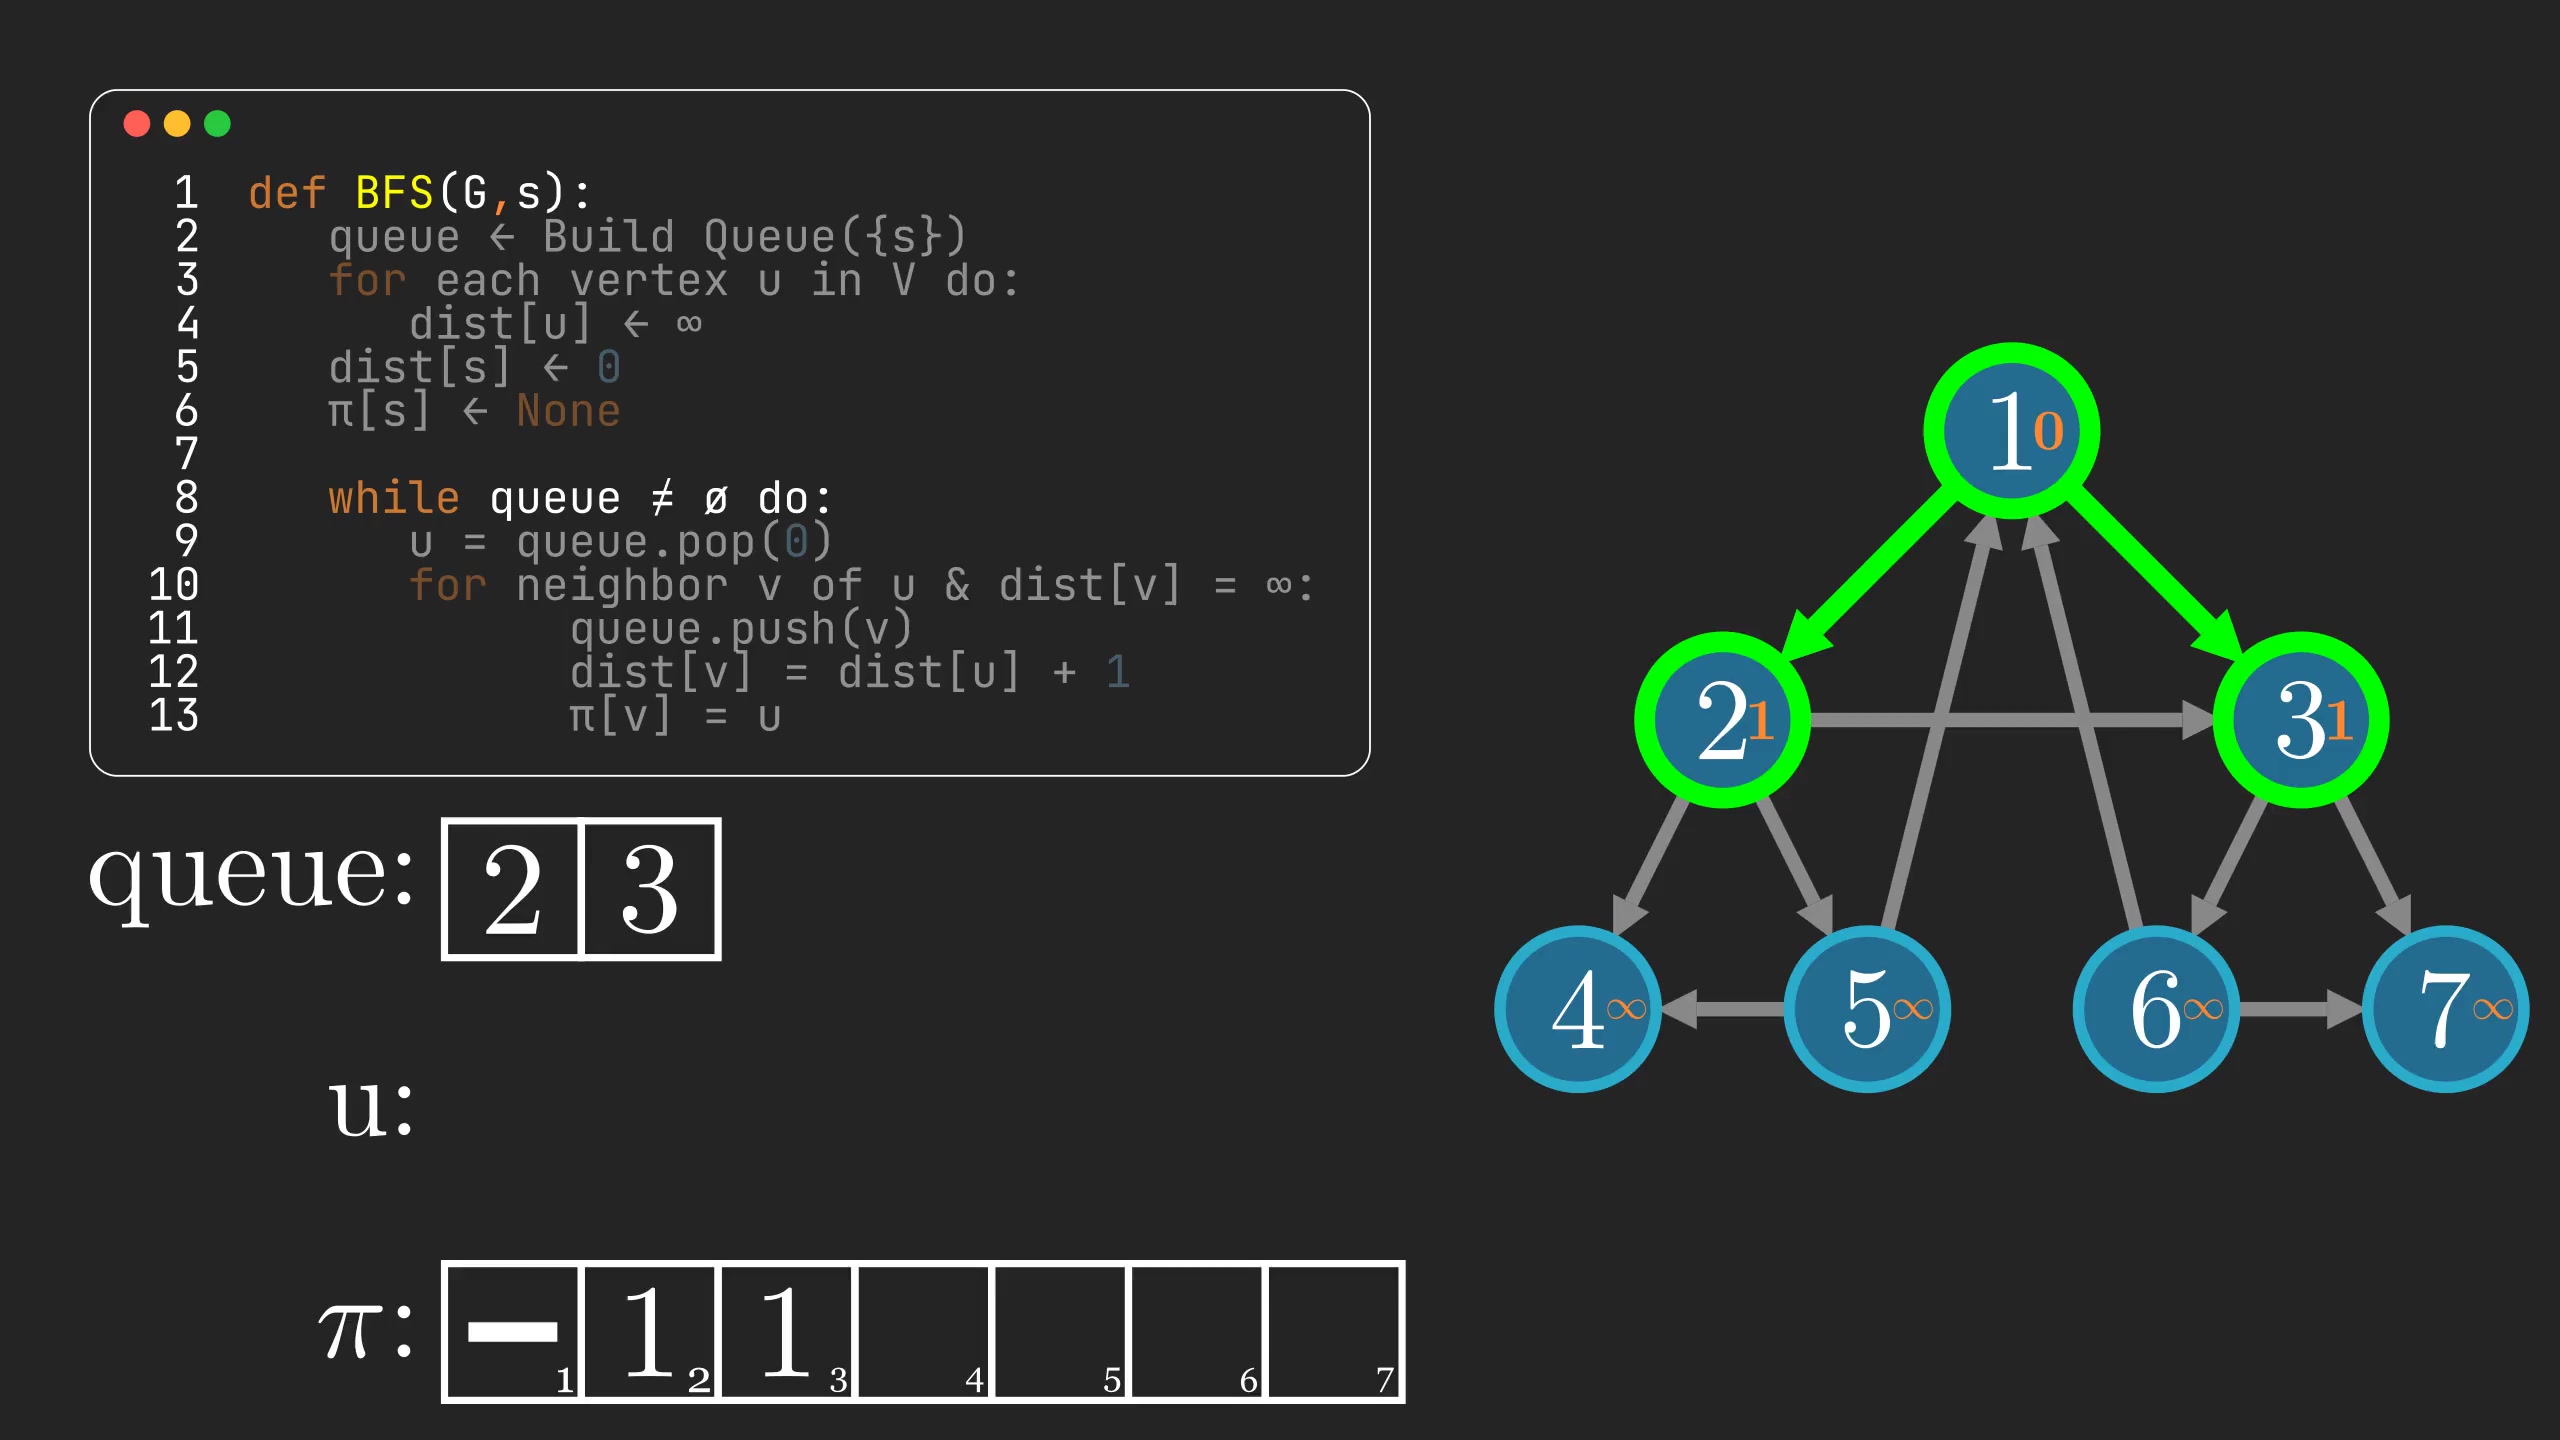 1 def BFS(G,s):
2 queue ← Build Queue({s})
3 for each vertex u in V do:
4 dist[u] ← ∞
5 dist[s] ← 0
6 π[s] ← None
7
8 while queue ≠ ø do:
9 u = queue.pop(0)
10 for neighbor v of u & dist[v] = ∞:
11 queue.push(v)
12 dist[v] = dist[u] + 1
13 π[v] = u
queue: 2 3
u:
π: – 1 1
1 2 3 4 5 6 7
1 0
2 1 3 1
4 ∞ 5 ∞ 6 ∞ 7 ∞